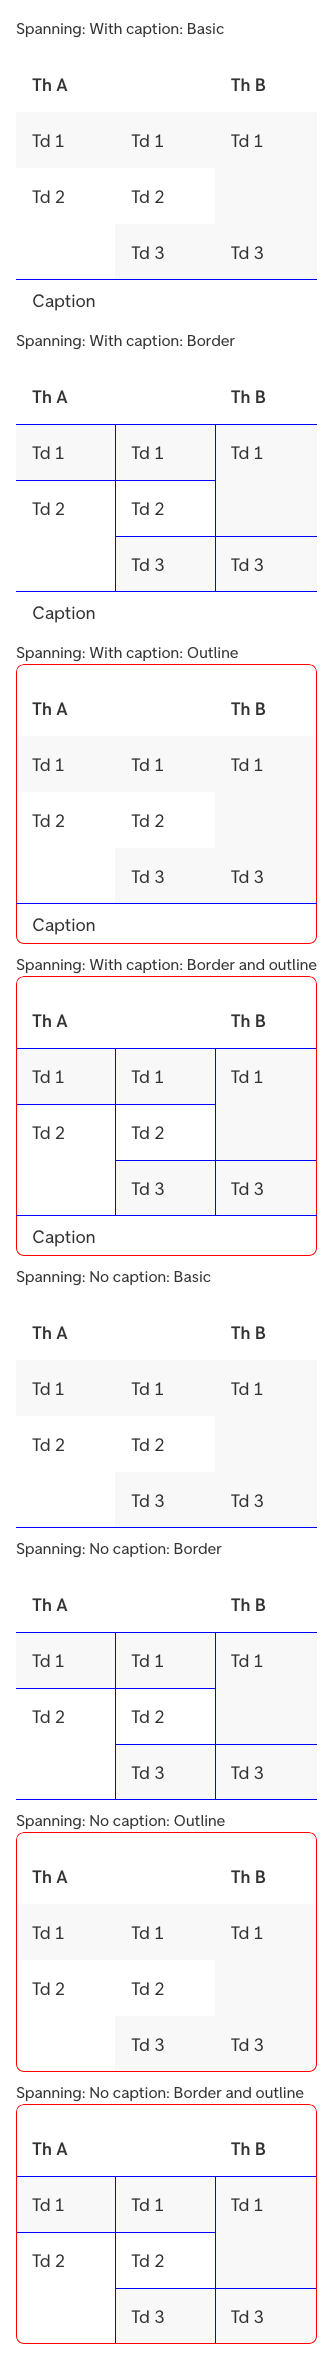 Spanning: With caption: Basic
Th A Th B
Td 1 Td 1 Td 1
Td 2 Td 2
Td 3 Td 3
Caption
Spanning: With caption: Border
Th A Th B
Td 1 Td 1 Td 1
Td 2 Td 2
Td 3 Td 3
Caption
Spanning: With caption: Outline
Th A Th B
Td 1 Td 1 Td 1
Td 2 Td 2
Td 3 Td 3
Caption
Spanning: With caption: Border and outline
Th A Th B
Td 1 Td 1 Td 1
Td 2 Td 2
Td 3 Td 3
Caption
Spanning: No caption: Basic
Th A Th B
Td 1 Td 1 Td 1
Td 2 Td 2
Td 3 Td 3
Spanning: No caption: Border
Th A Th B
Td 1 Td 1 Td 1
Td 2 Td 2
Td 3 Td 3
Spanning: No caption: Outline
Th A Th B
Td 1 Td 1 Td 1
Td 2 Td 2
Td 3 Td 3
Spanning: No caption: Border and outline
Th A Th B
Td 1 Td 1 Td 1
Td 2 Td 2
Td 3 Td 3